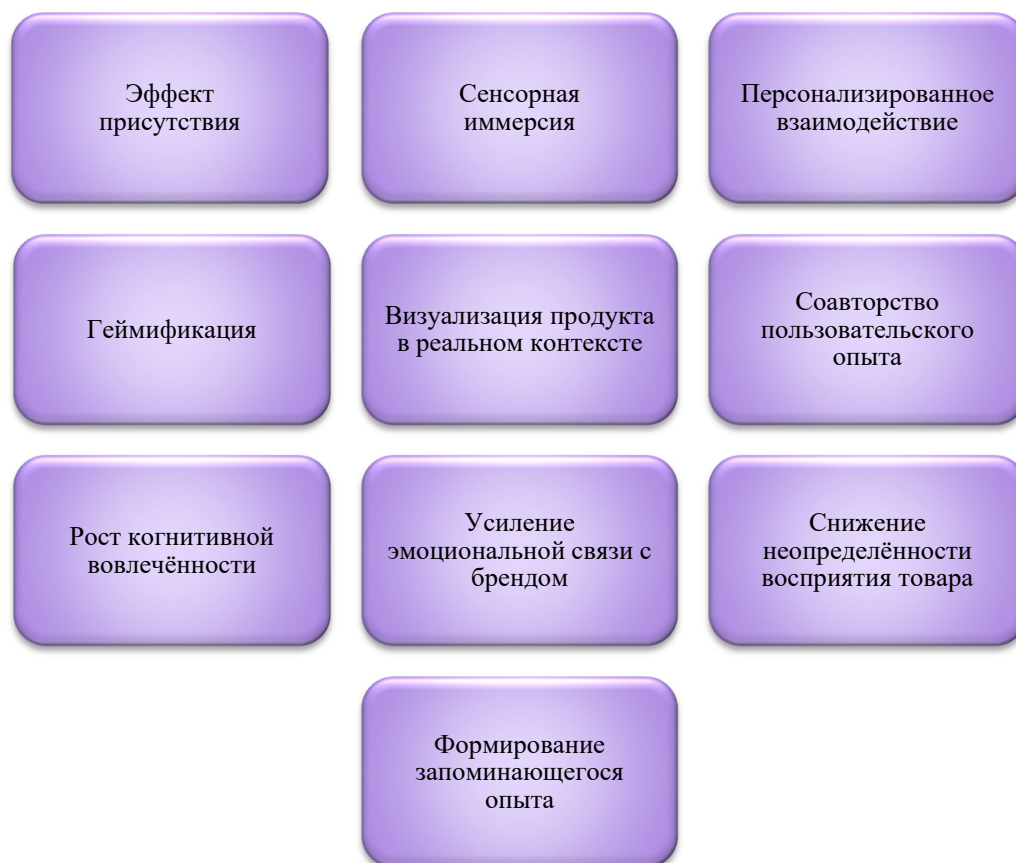 Эффект
присутствия
Сенсорная
иммерсия
Персонализированное
взаимодействие
Геймификация
Визуализация продукта
в реальном контексте
Соавторство
пользовательского
опыта
Рост когнитивной
вовлечённости
Усиление
эмоциональной связи с
брендом
Снижение
неопределённости
восприятия товара
Формирование
запоминающегося
опыта